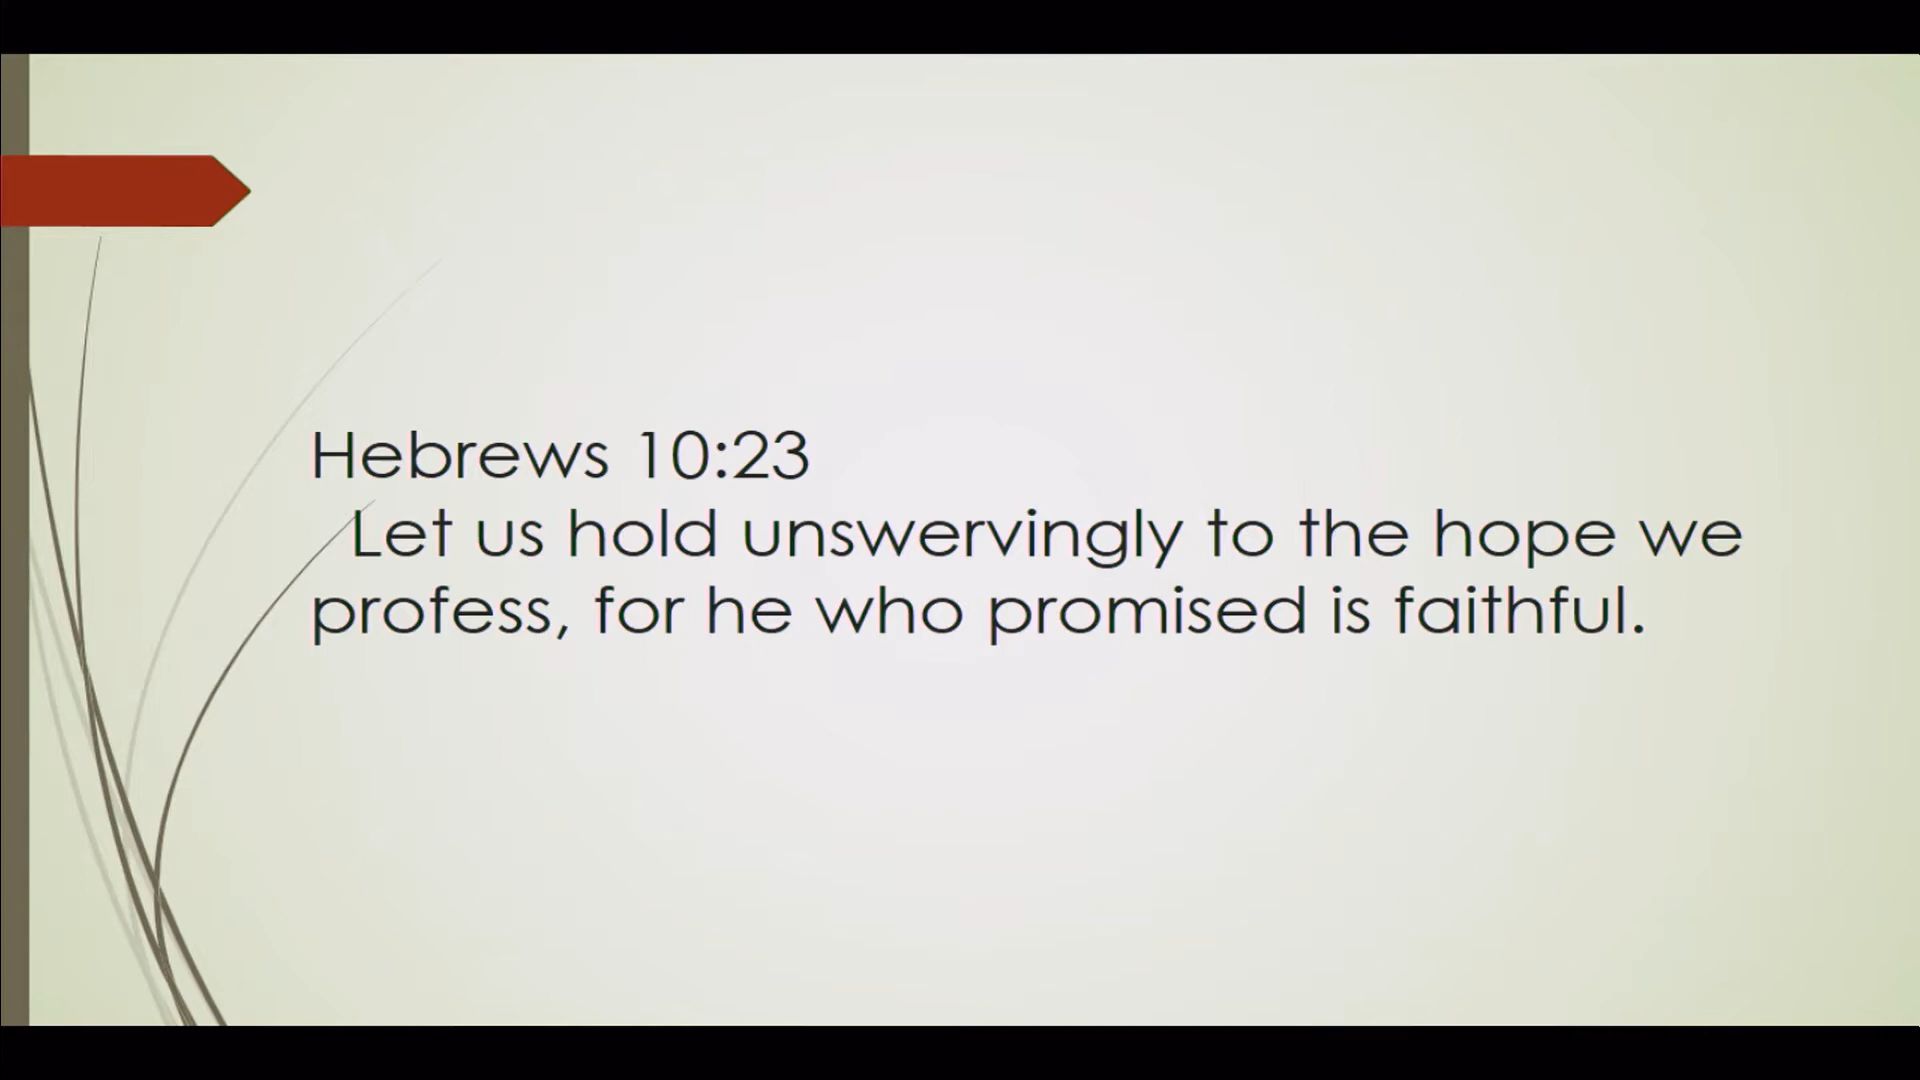 Hebrews 10:23
Let us hold unswervingly to the hope we
profess, for he who promised is faithful.